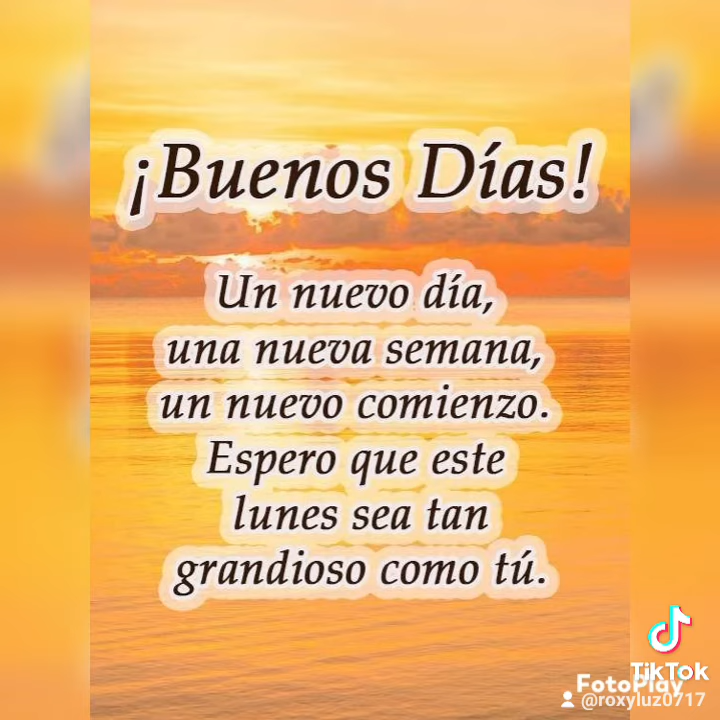 ¡Buenos Días!
Un nuevo día,
una nueva semana,
un nuevo comienzo.
Espero que este
lunes sea tan
grandioso como tú.
TikTok
FotoPlay
@roxyluz0717